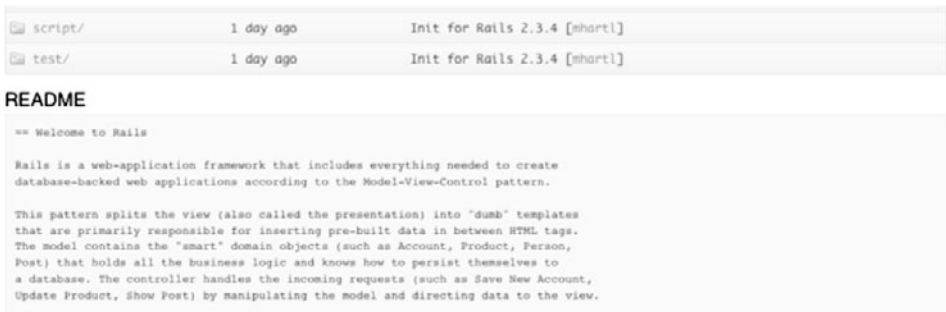 script/ 1 day ago Init for Rails 2.3.4 [mhartl]
test/ 1 day ago Init for Rails 2.3.4 [mhartl]
README
== Welcome to Rails
Rails is a web-application framework that includes everything needed to create
database-backed web applications according to the Model-View-Control pattern.
This pattern splits the view (also called the presentation) into "dumb" templates
that are primarily responsible for inserting pre-built data in between HTML tags.
The model contains the "smart" domain objects (such as Account, Product, Person,
Post) that holds all the business logic and knows how to persist themselves to
a database. The controller handles the incoming requests (such as Save New Account,
Update Product, Show Post) by manipulating the model and directing data to the view.